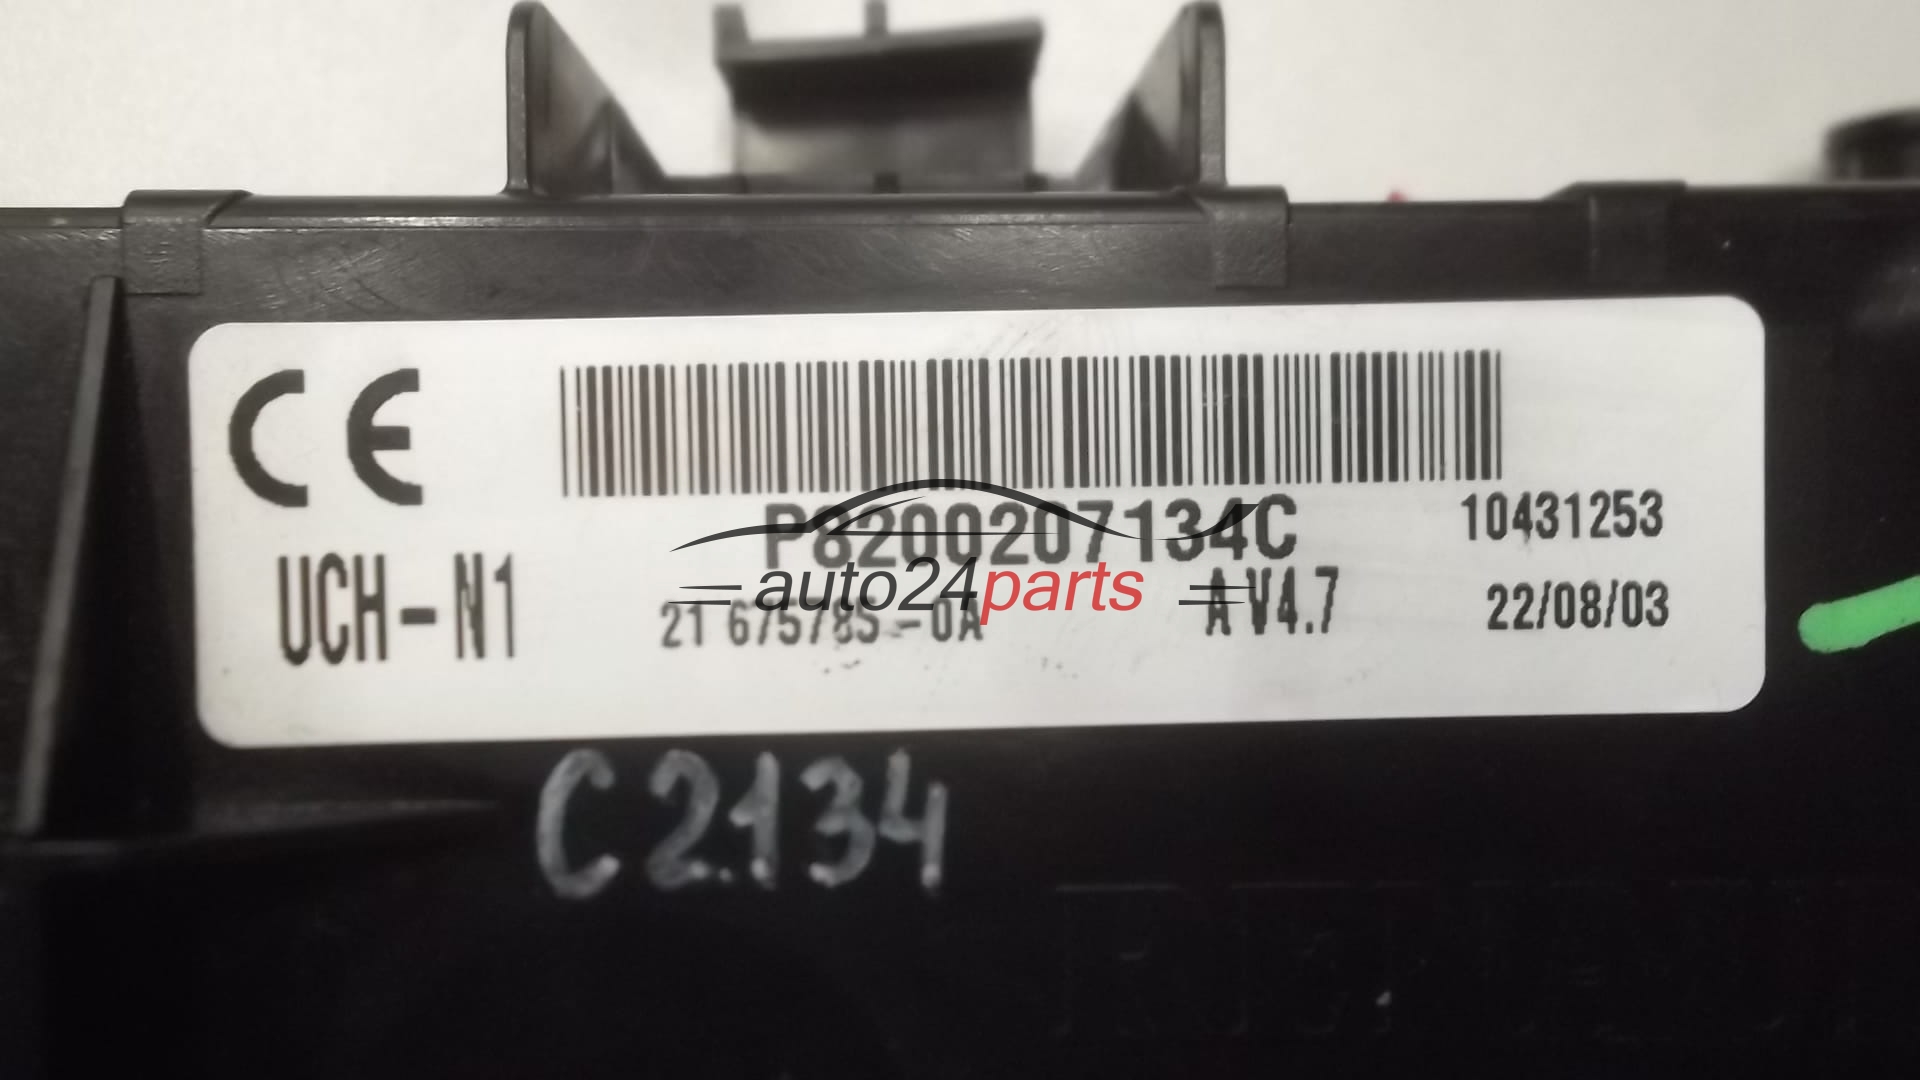 CE
P8200207134C 10431253
UCH-N1 21 675785 -0A A V4.7 22/08/03
auto24parts
C2134